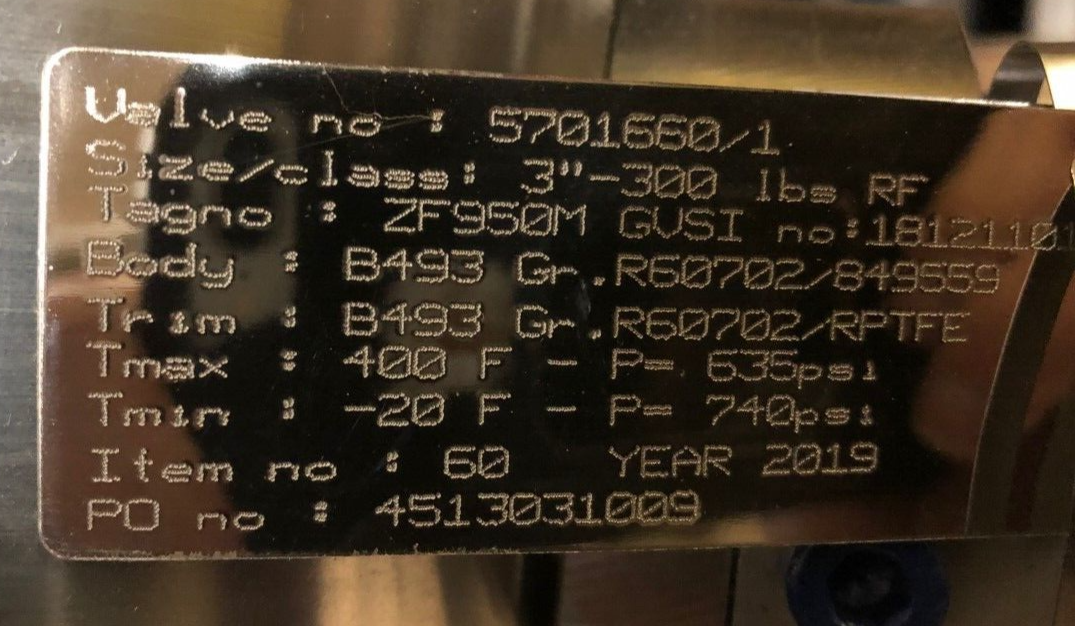 Valve no : 5701660/1
Size/class: 3"-300 lbs RF
Tagno : ZF950M GVSI no:18121101
Body : B493 Gr.R60702/849559
Trim : B493 Gr.R60702/RPTFE
Tmax : 400 F - P= 635psi
Tmin : -20 F - P= 740psi
Item no : 60 YEAR 2019
PO no : 4513031009